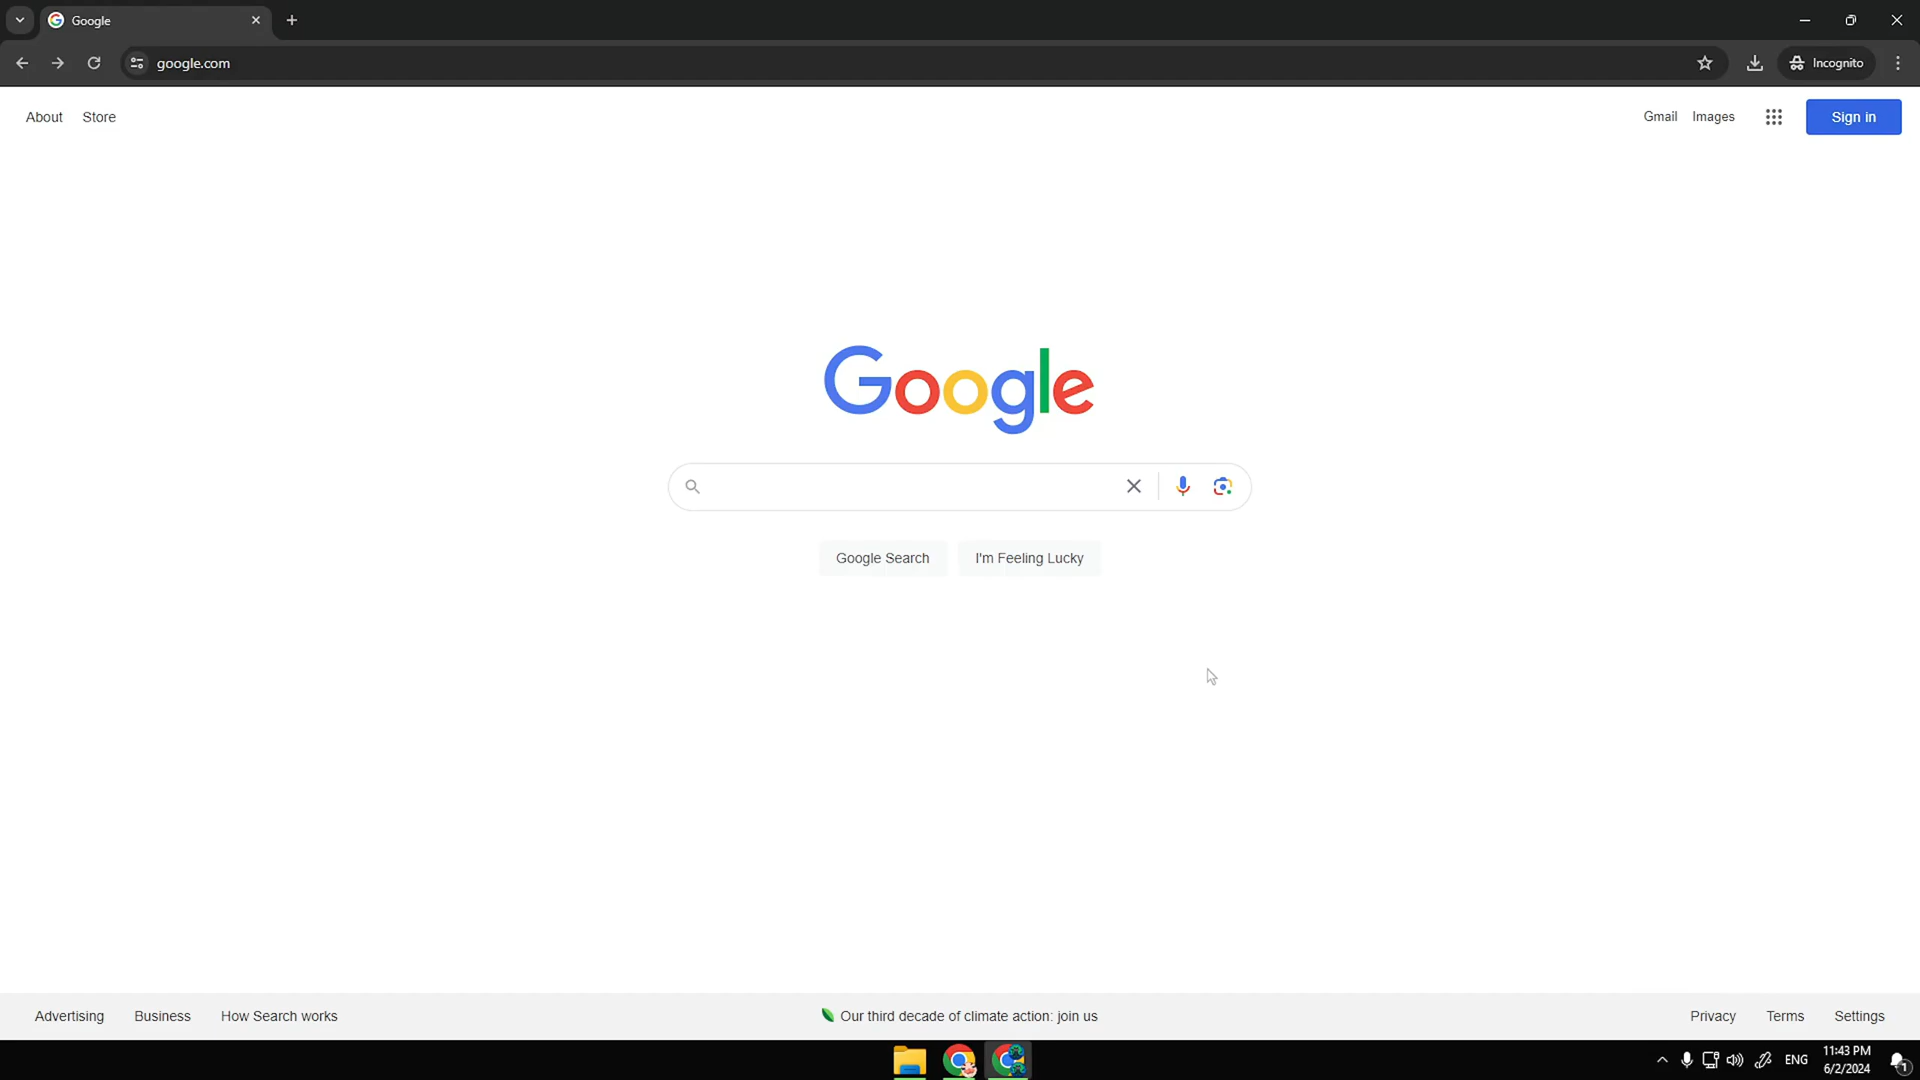 Google
google.com
Incognito
About Store
Gmail Images Sign in
Google
Google Search I'm Feeling Lucky
Advertising Business How Search works
Our third decade of climate action: join us
Privacy Terms Settings
ENG
11:43 PM
6/2/2024
1